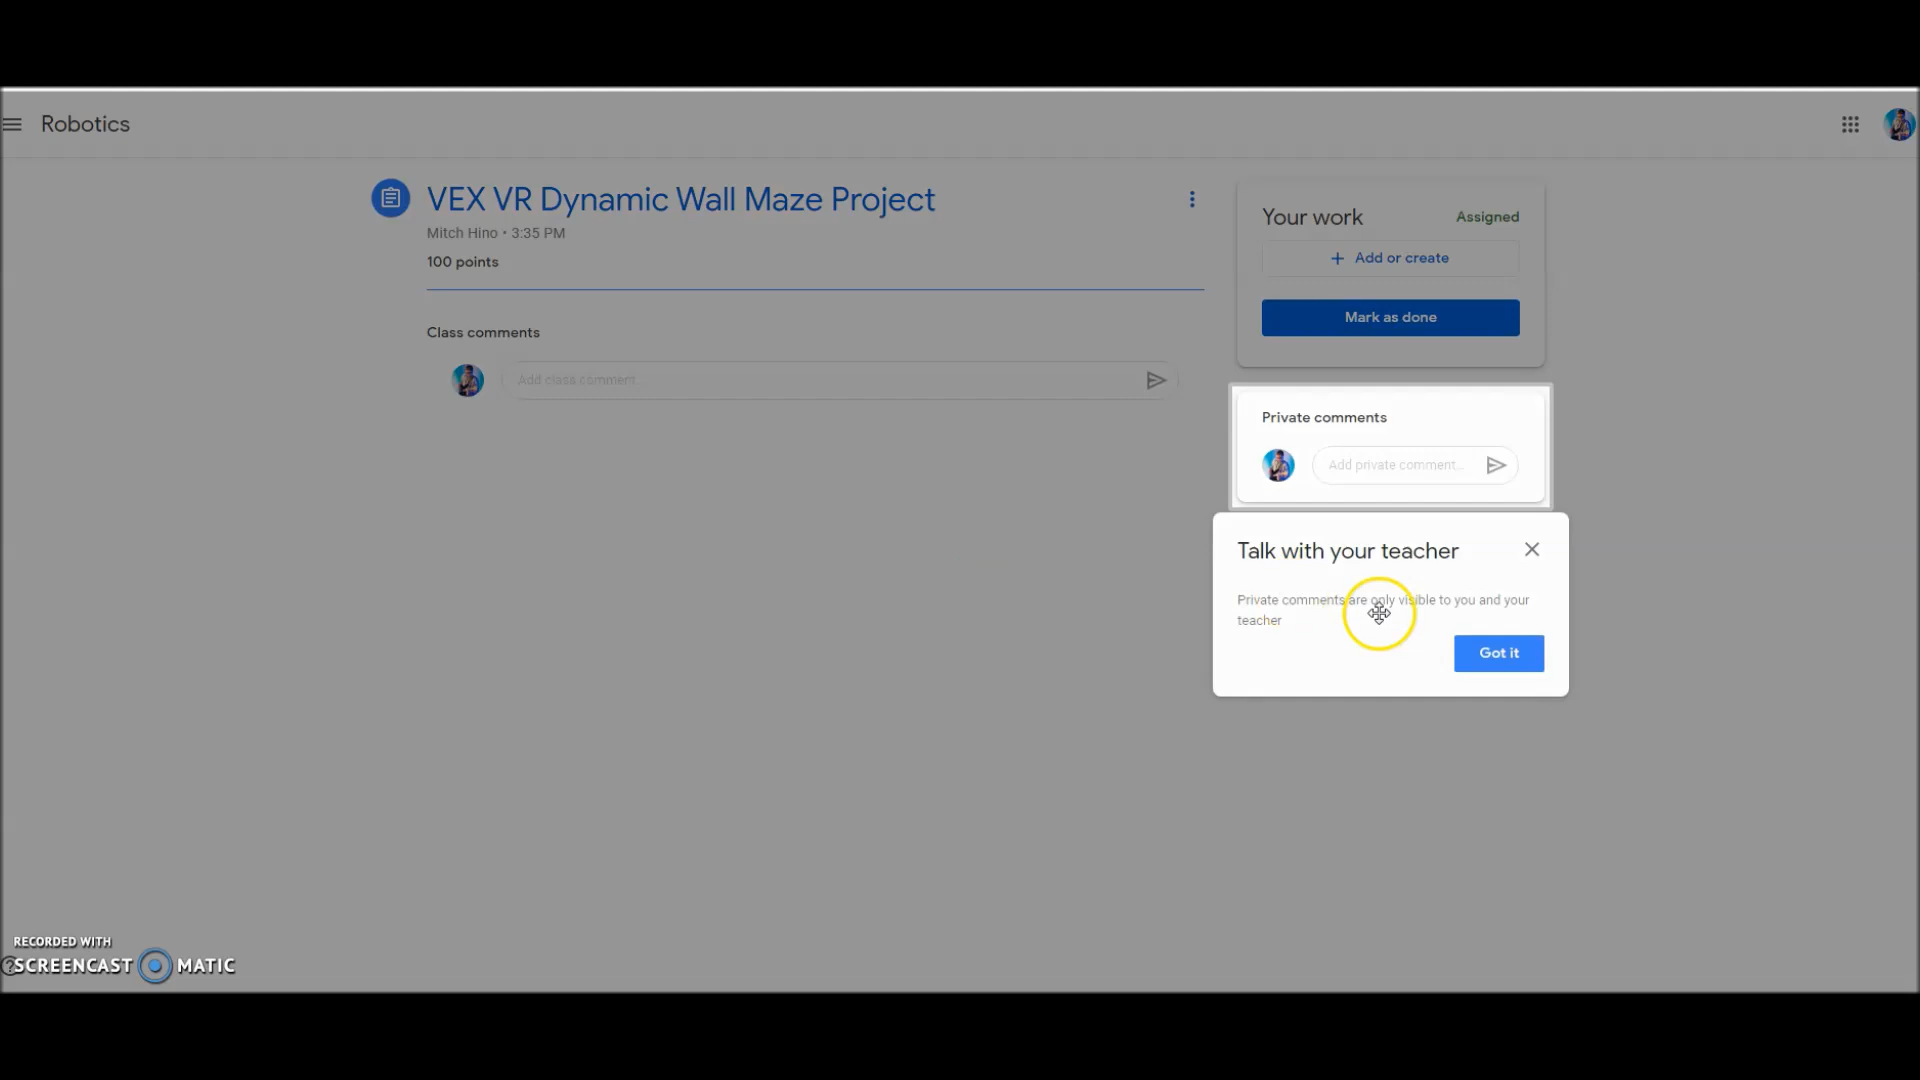 Robotics
VEX VR Dynamic Wall Maze Project
Mitch Hino • 3:35 PM
100 points
Class comments
Add class comment...
Your work
Assigned
+ Add or create
Mark as done
Private comments
Add private comment...
Talk with your teacher
Private comments are only visible to you and your
teacher
Got it
RECORDED WITH
SCREENCAST MATIC